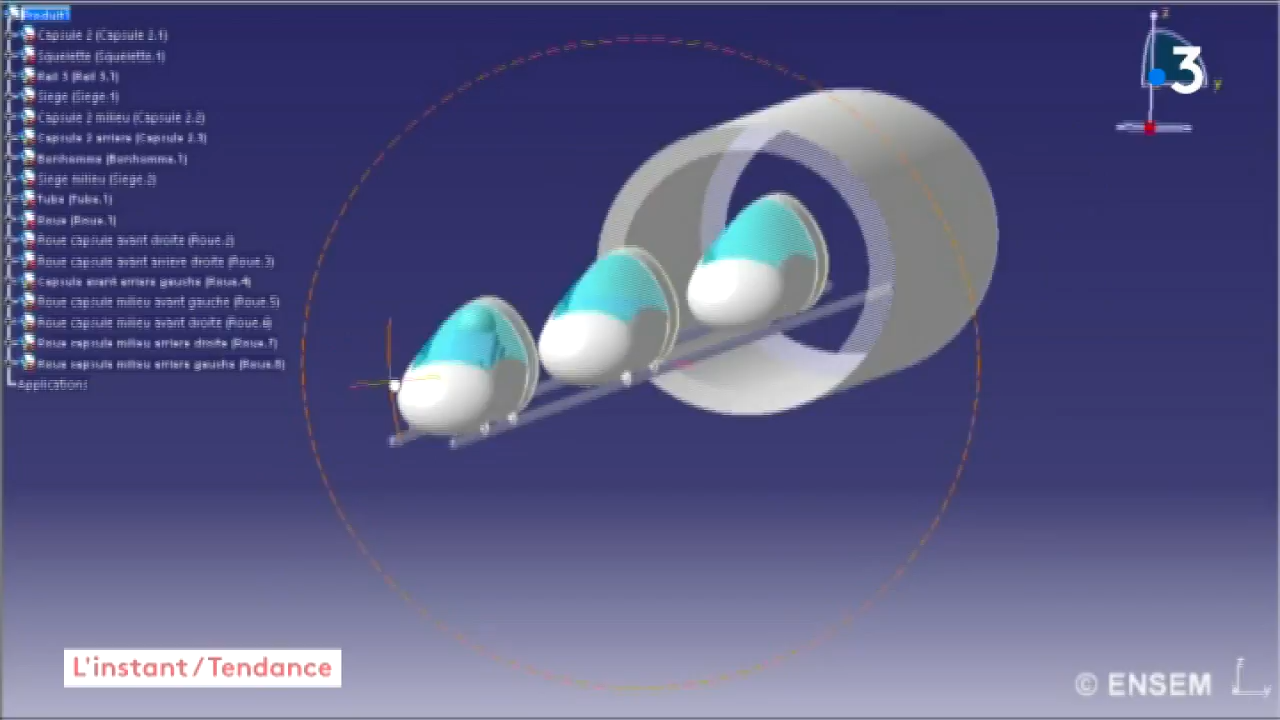 Produit1
Capsule 2 (Capsule 2.1)
Squelette (Squelette.1)
Rail 3 (Rail 3.1)
Siege (Siege.1)
Capsule 2 milieu (Capsule 2.2)
Capsule 2 arriere (Capsule 2.3)
Bonhomme (Bonhomme.1)
Siege milieu (Siege.2)
Tube (Tube.1)
Roue (Roue.1)
Roue capsule avant droite (Roue.2)
Roue capsule avant arriere droite (Roue.3)
Capsule avant arriere gauche (Roue.4)
Roue capsule milieu avant gauche (Roue.5)
Roue capsule milieu avant droite (Roue.6)
Roue capsule milieu arriere droite (Roue.7)
Roue capsule milieu arriere gauche (Roue.8)
Applications
z
3
y
L'instant / Tendance
© ENSEM
z
y